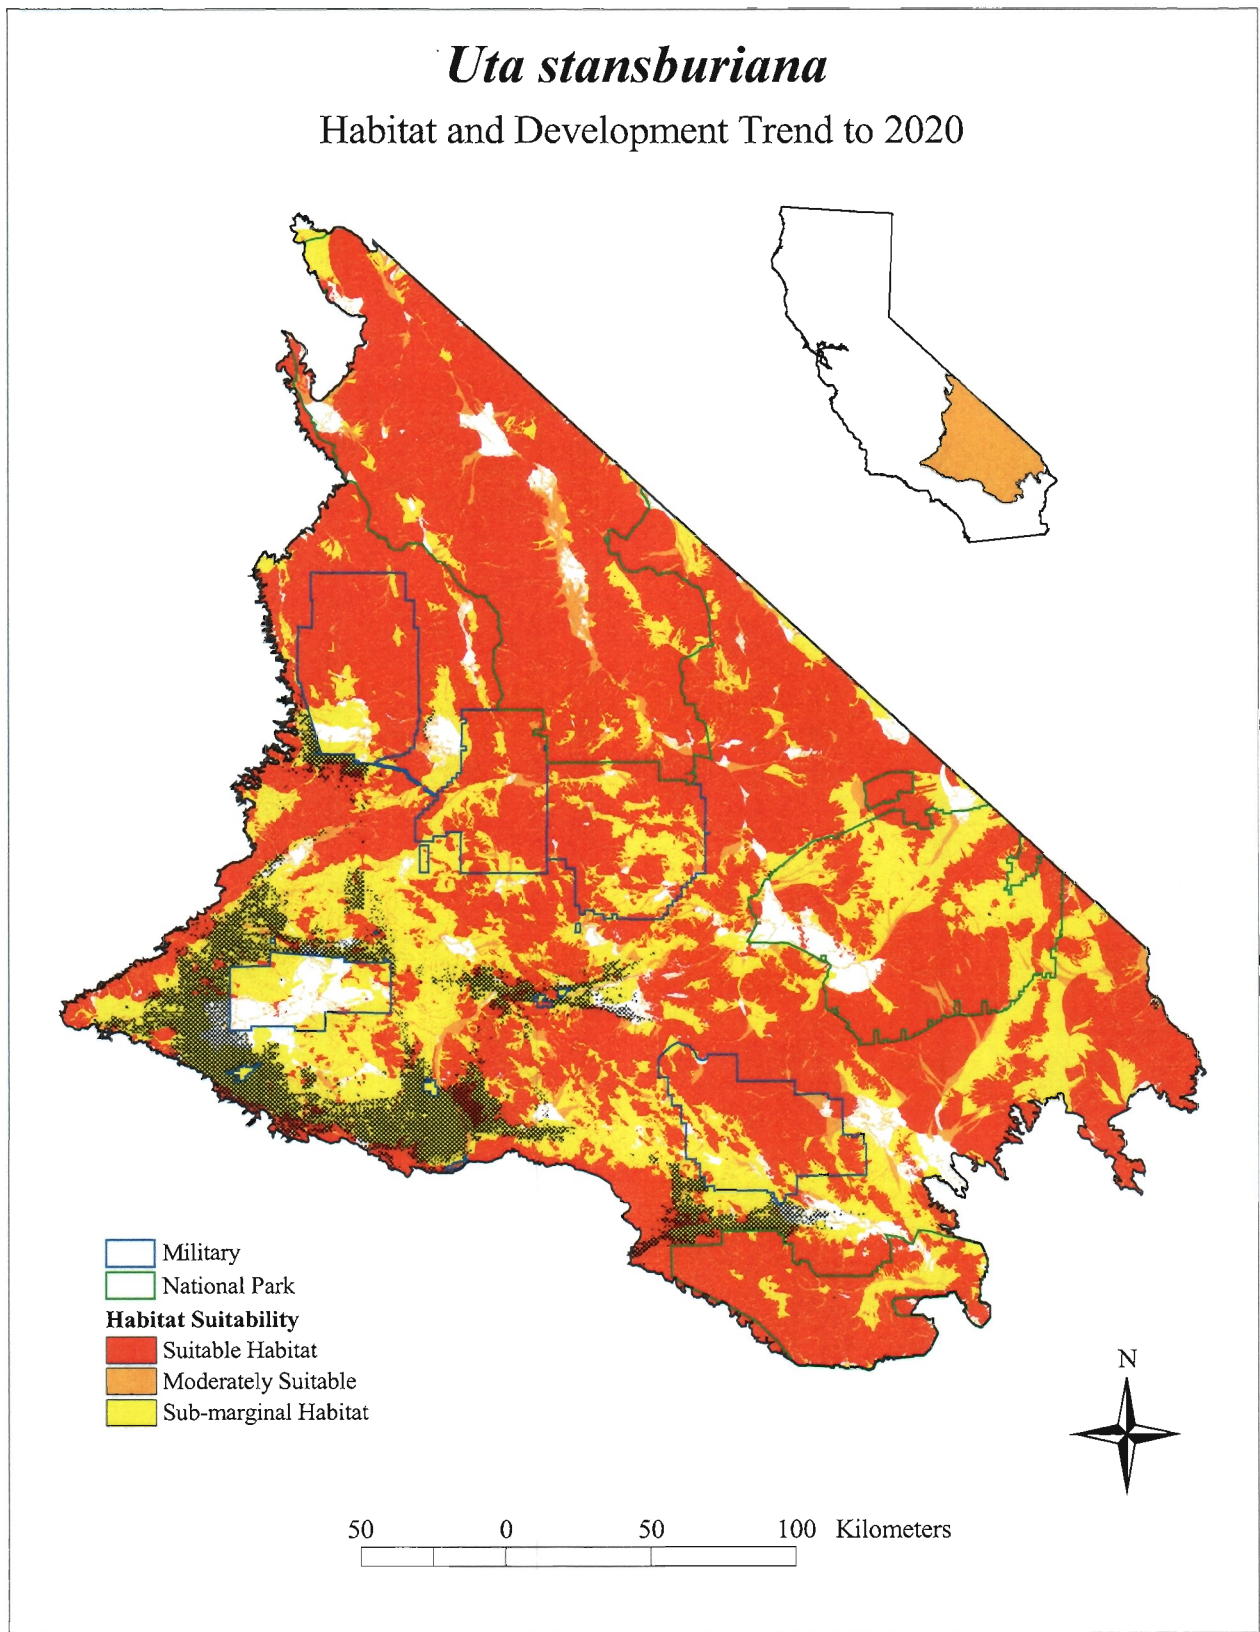 Uta stansburiana
Habitat and Development Trend to 2020
Military
National Park
Habitat Suitability
Suitable Habitat
Moderately Suitable
Sub-marginal Habitat
N
50 0 50 100 Kilometers